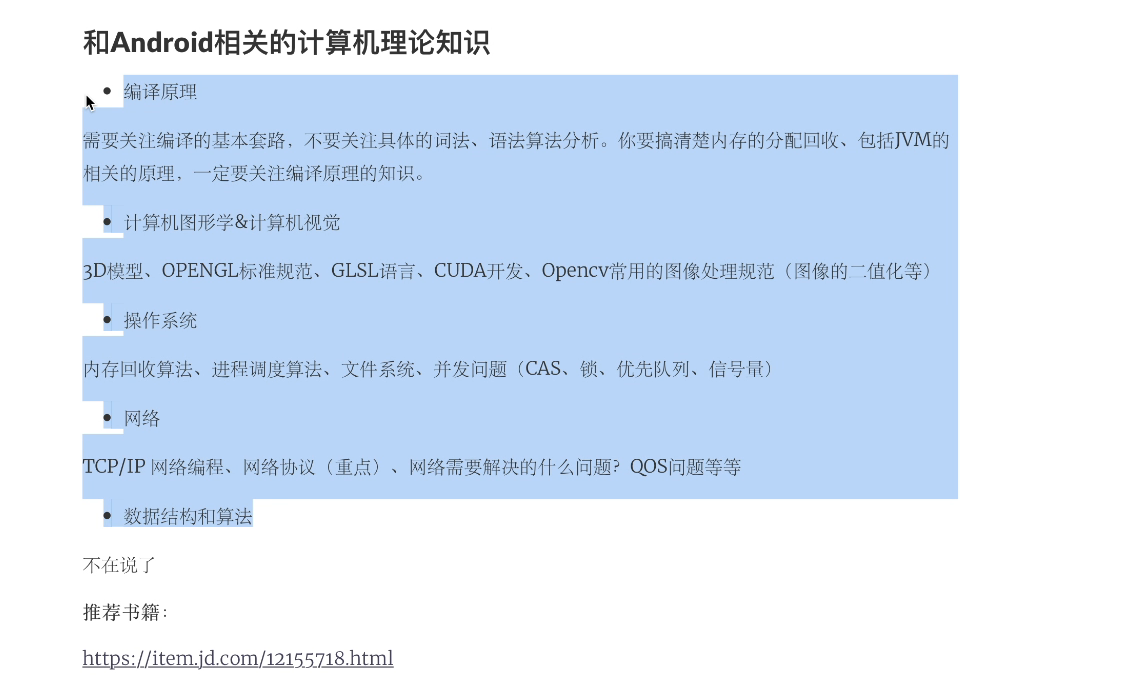 和Android相关的计算机理论知识
• 编译原理
需要关注编译的基本套路，不要关注具体的词法、语法算法分析。你要搞清楚内存的分配回收、包括JVM的
相关的原理，一定要关注编译原理的知识。
• 计算机图形学&计算机视觉
3D模型、OPENGL标准规范、GLSL语言、CUDA开发、Opencv常用的图像处理规范（图像的二值化等）
• 操作系统
内存回收算法、进程调度算法、文件系统、并发问题（CAS、锁、优先队列、信号量）
• 网络
TCP/IP 网络编程、网络协议（重点）、网络需要解决的什么问题？QOS问题等等
• 数据结构和算法
不在说了
推荐书籍：
https://item.jd.com/12155718.html